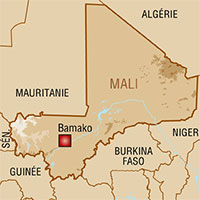 ALGÉRIE
MAURITANIE
MALI
SÉN.
Bamako
NIGER
BURKINA
FASO
GUINÉE